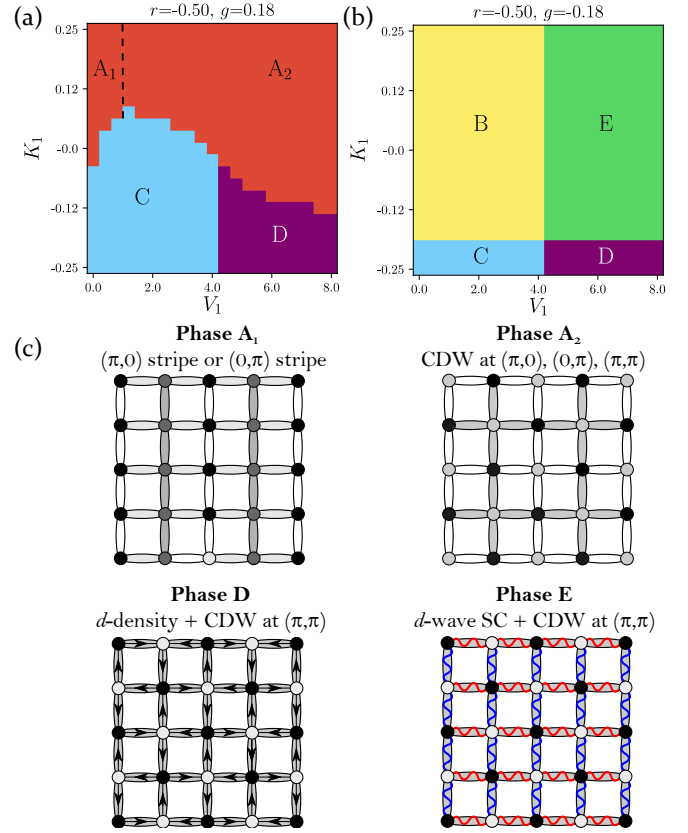 (a)
r=-0.50, g=0.18
0.25
0.12
-0.0
-0.12
-0.25
K₁
A₁
A₂
C
D
0.0 2.0 4.0 6.0 8.0
V₁
(b)
r=-0.50, g=-0.18
0.25
0.12
-0.0
-0.12
-0.25
K₁
B
E
C
D
0.0 2.0 4.0 6.0 8.0
V₁
(c)
Phase A₁
(π,0) stripe or (0,π) stripe
Phase A₂
CDW at (π,0), (0,π), (π,π)
Phase D
d-density + CDW at (π,π)
Phase E
d-wave SC + CDW at (π,π)